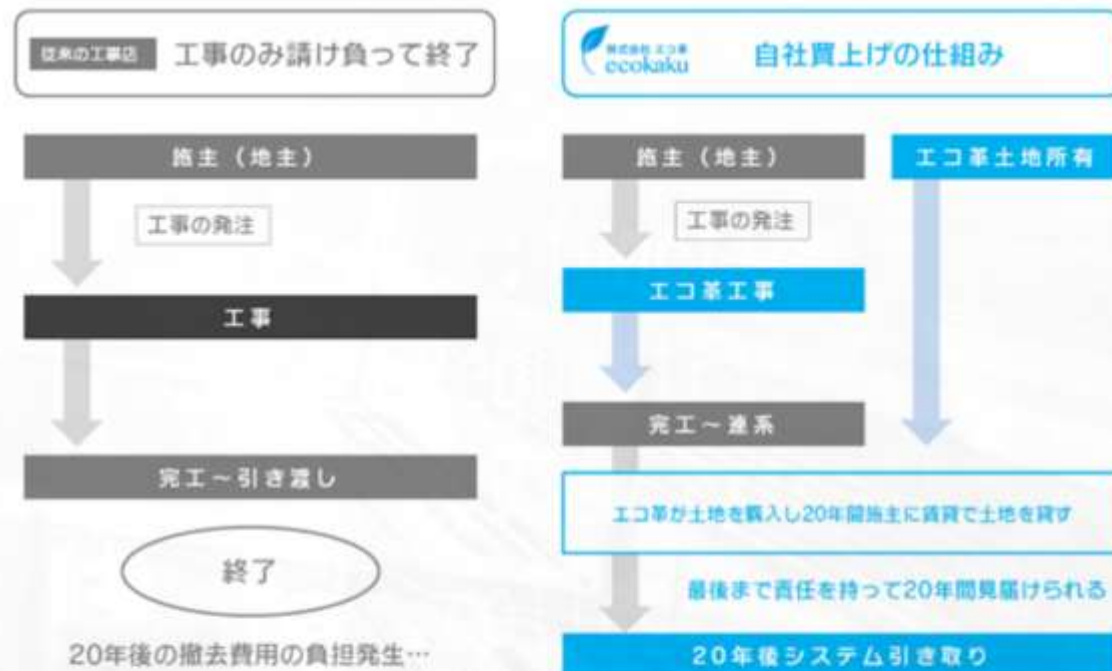 従来の工事店 工事のみ請け負って終了
施主（地主）
工事の発注
工事
完工～引き渡し
終了
20年後の撤去費用の負担発生…
株式会社 エコ革
ecokaku
自社買上げの仕組み
施主（地主）
エコ革土地所有
工事の発注
エコ革工事
完工～連系
エコ革が土地を購入し20年間施主に賃貸で土地を貸す
最後まで責任を持って20年間見届けられる
20年後システム引き取り